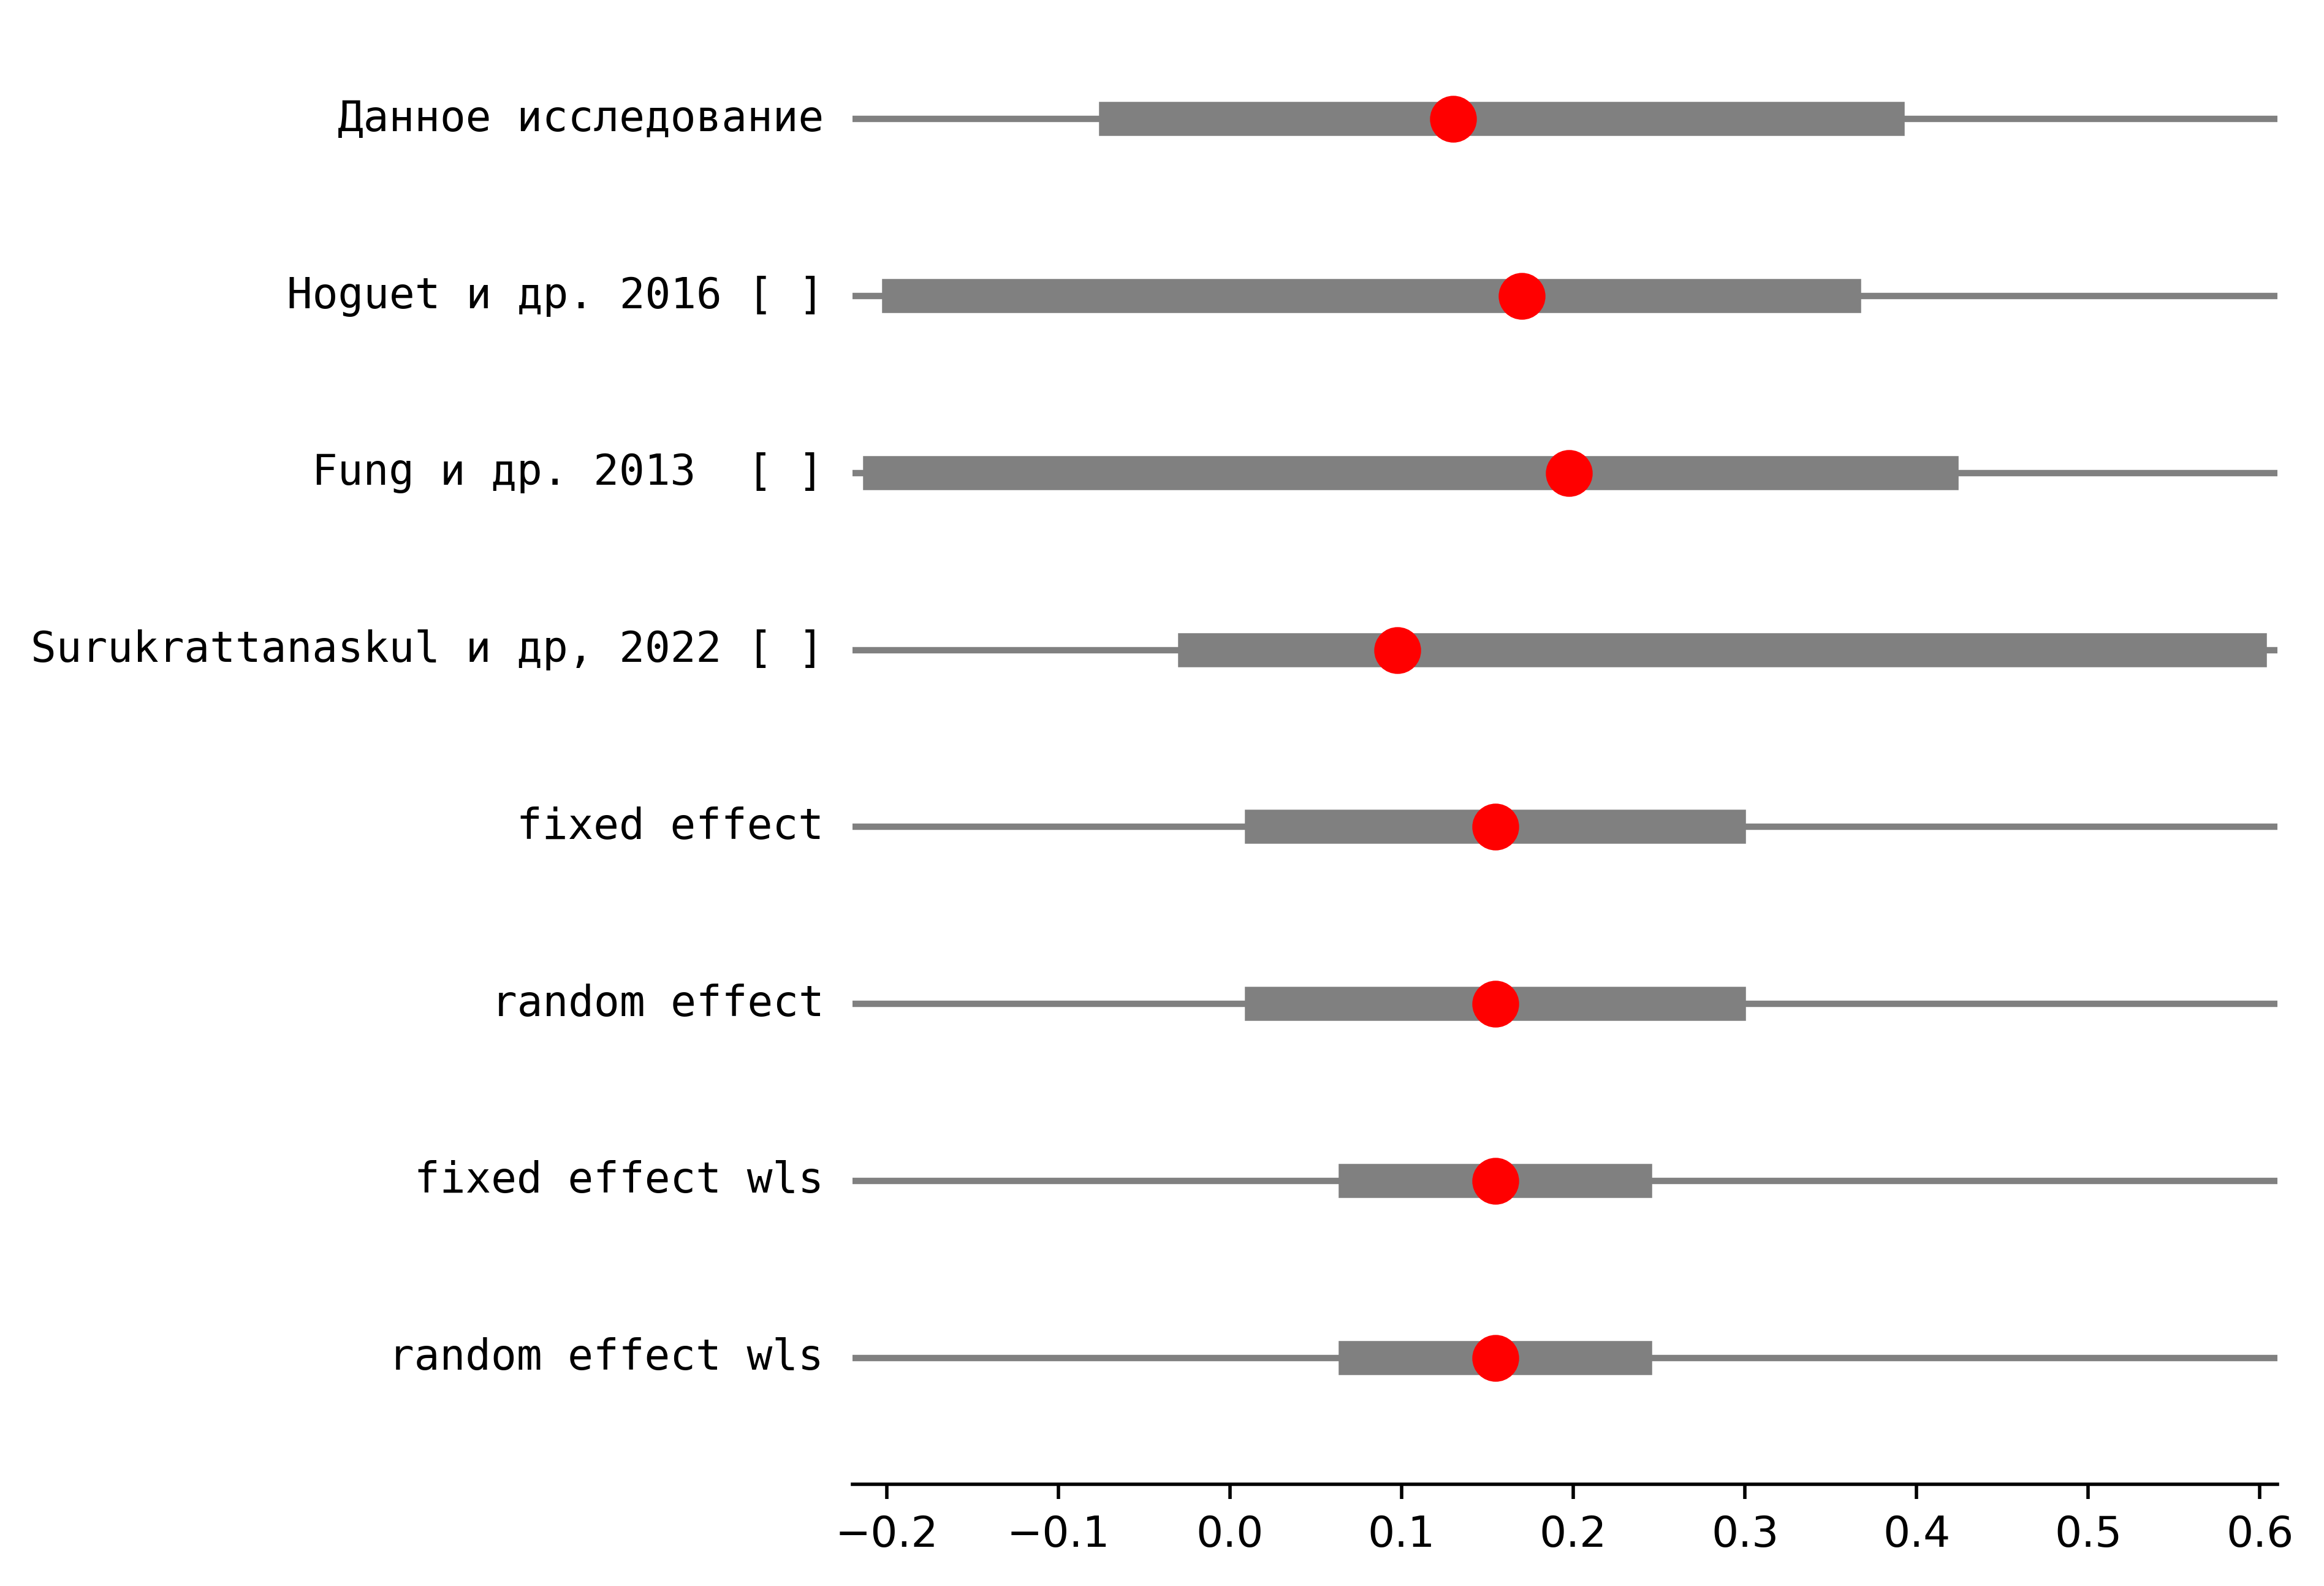 Данное исследование
Hoguet и др. 2016 [ ]
Fung и др. 2013  [ ]
Surukrattanaskul и др, 2022 [ ]
fixed effect
random effect
fixed effect wls
random effect wls
−0.2 −0.1 0.0 0.1 0.2 0.3 0.4 0.5 0.6